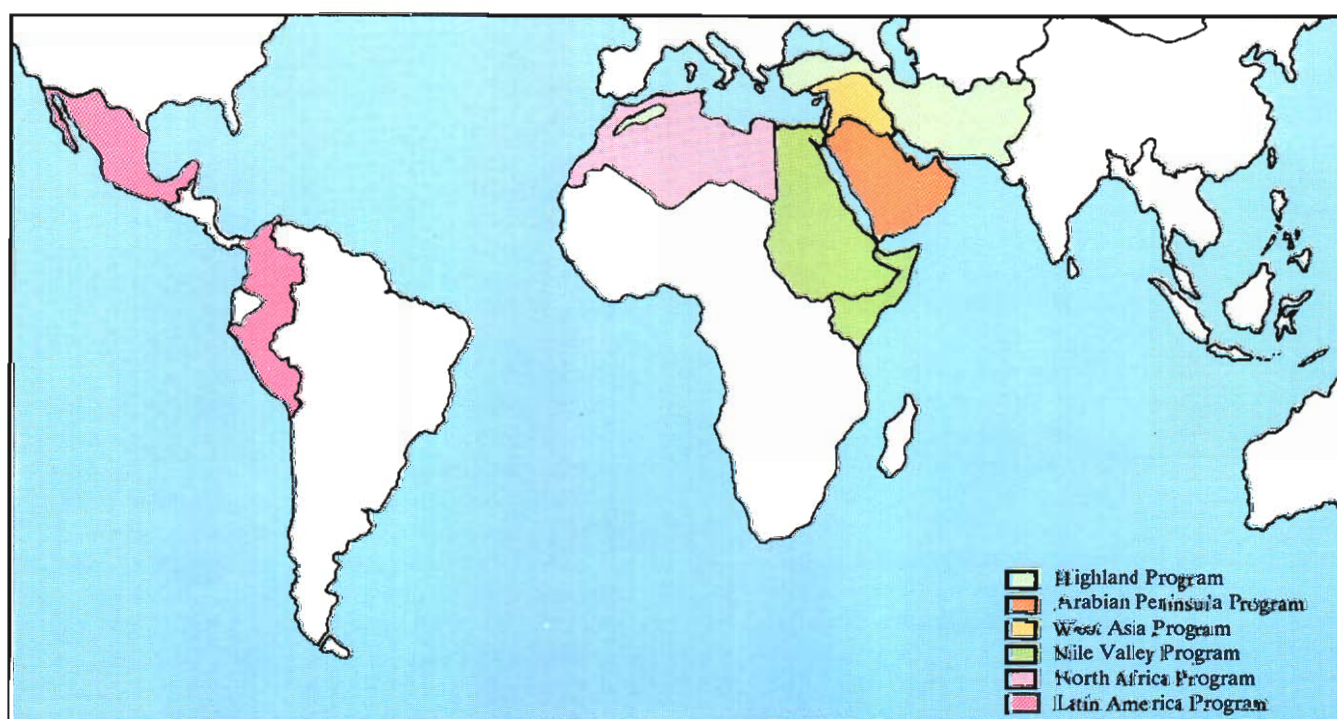 Highland Program
Arabian Peninsula Program
West Asia Program
Nile Valley Program
North Africa Program
Latin America Program